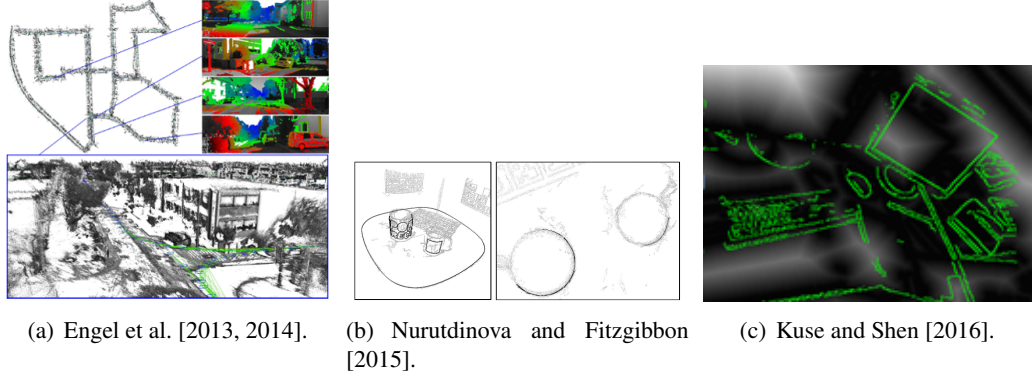 (a) Engel et al. [2013, 2014].
(b) Nurutdinova and Fitzgibbon
[2015].
(c) Kuse and Shen [2016].